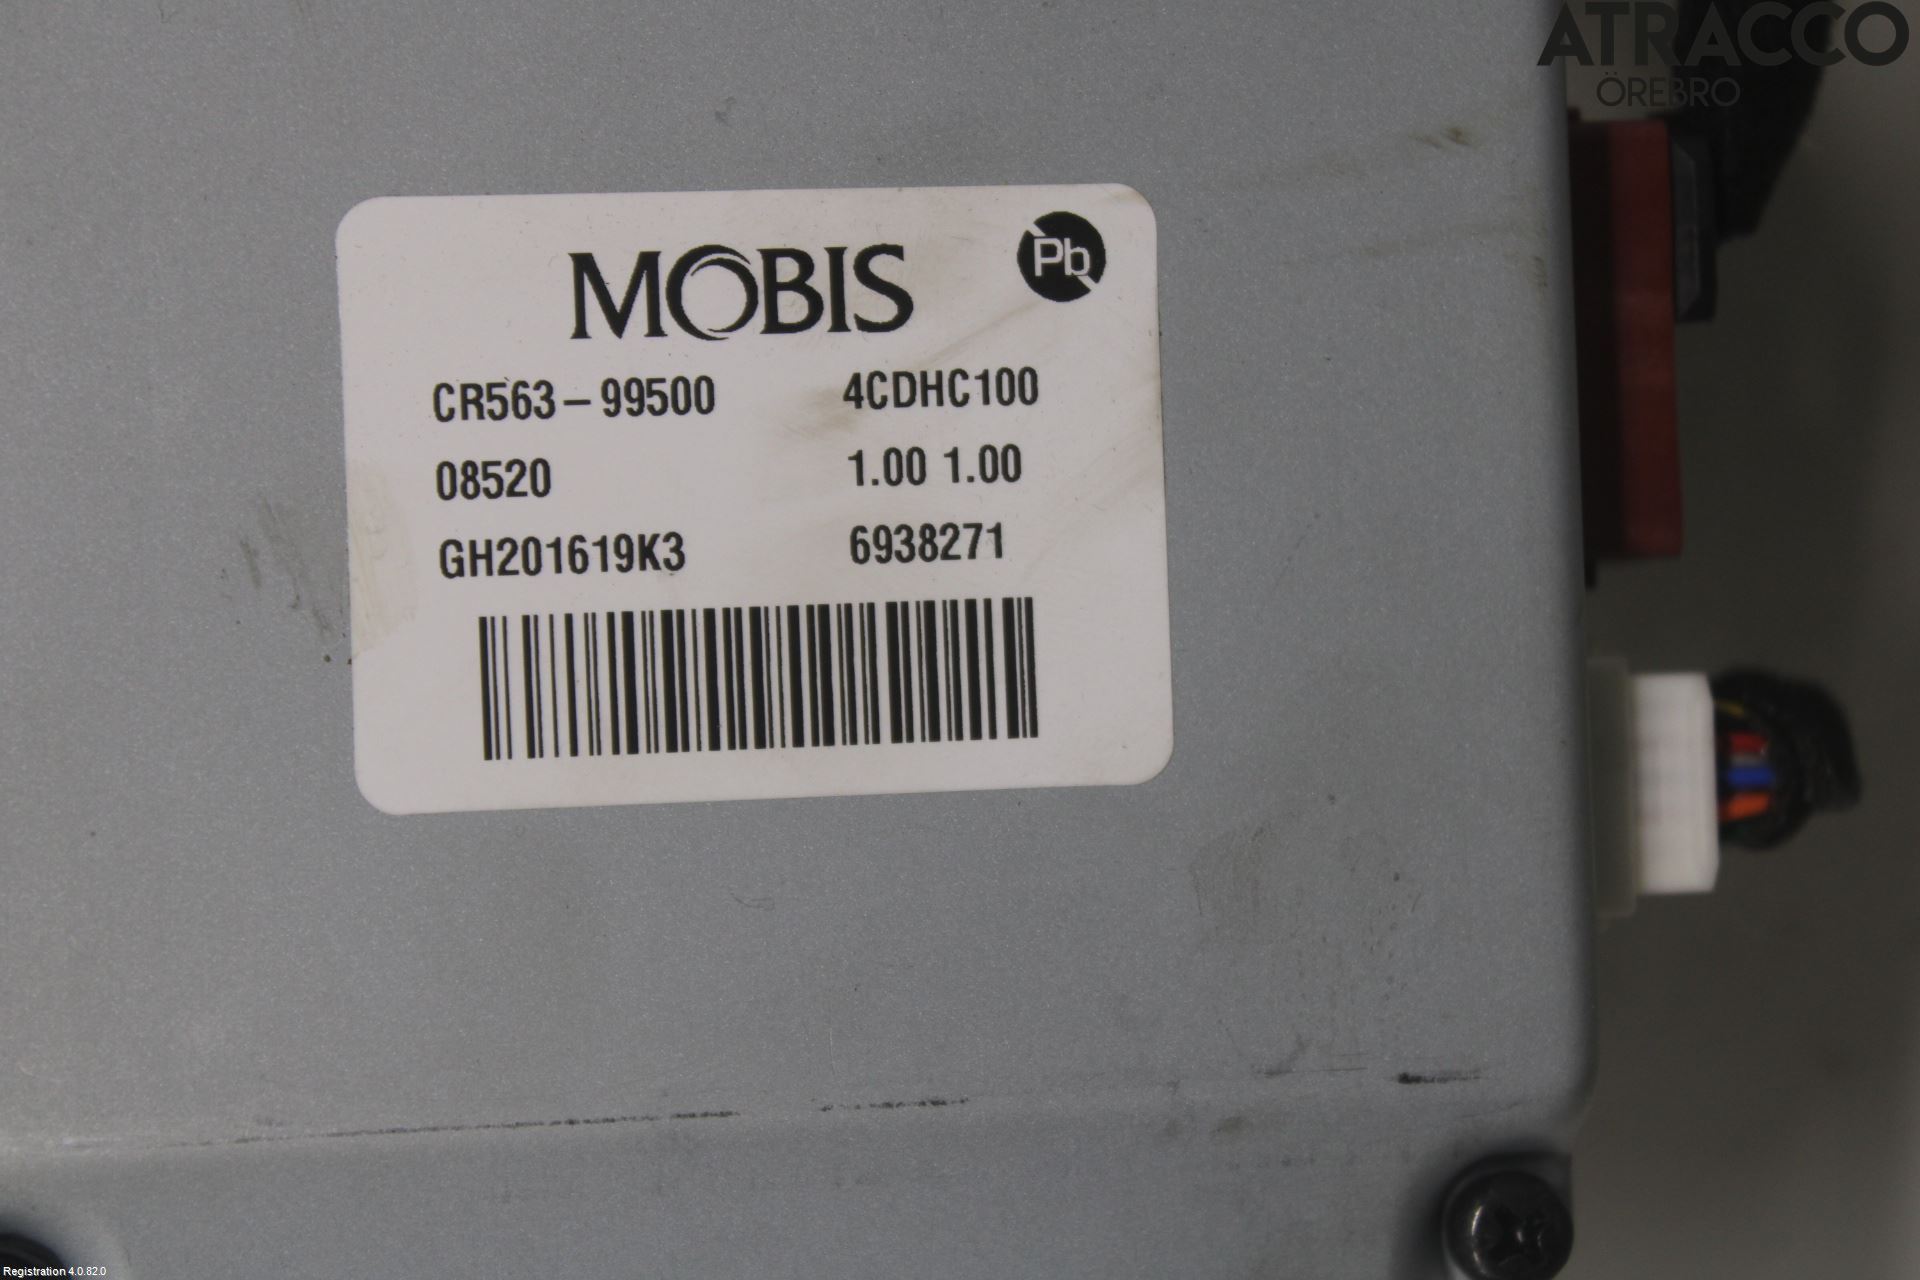 ATRACCO
ÖREBRO
MOBIS
Pb
CR563-99500 4CDHC100
08520 1.00 1.00
GH201619K3 6938271
Registration 4.0.82.0